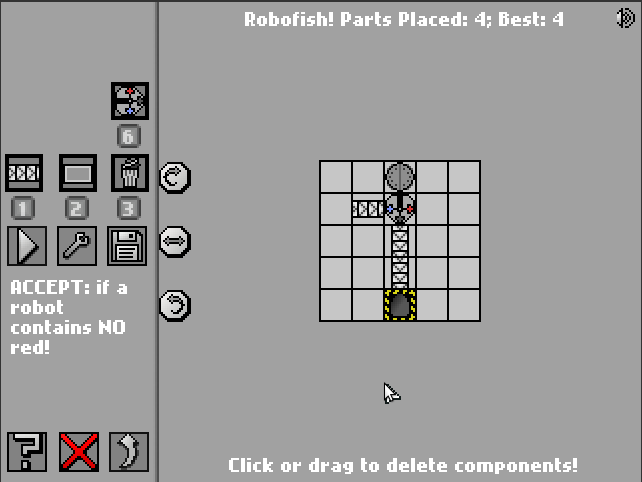 Robofish! Parts Placed: 4; Best: 4
6
1 2 3
ACCEPT: if a
robot
contains NO
red!
Click or drag to delete components!